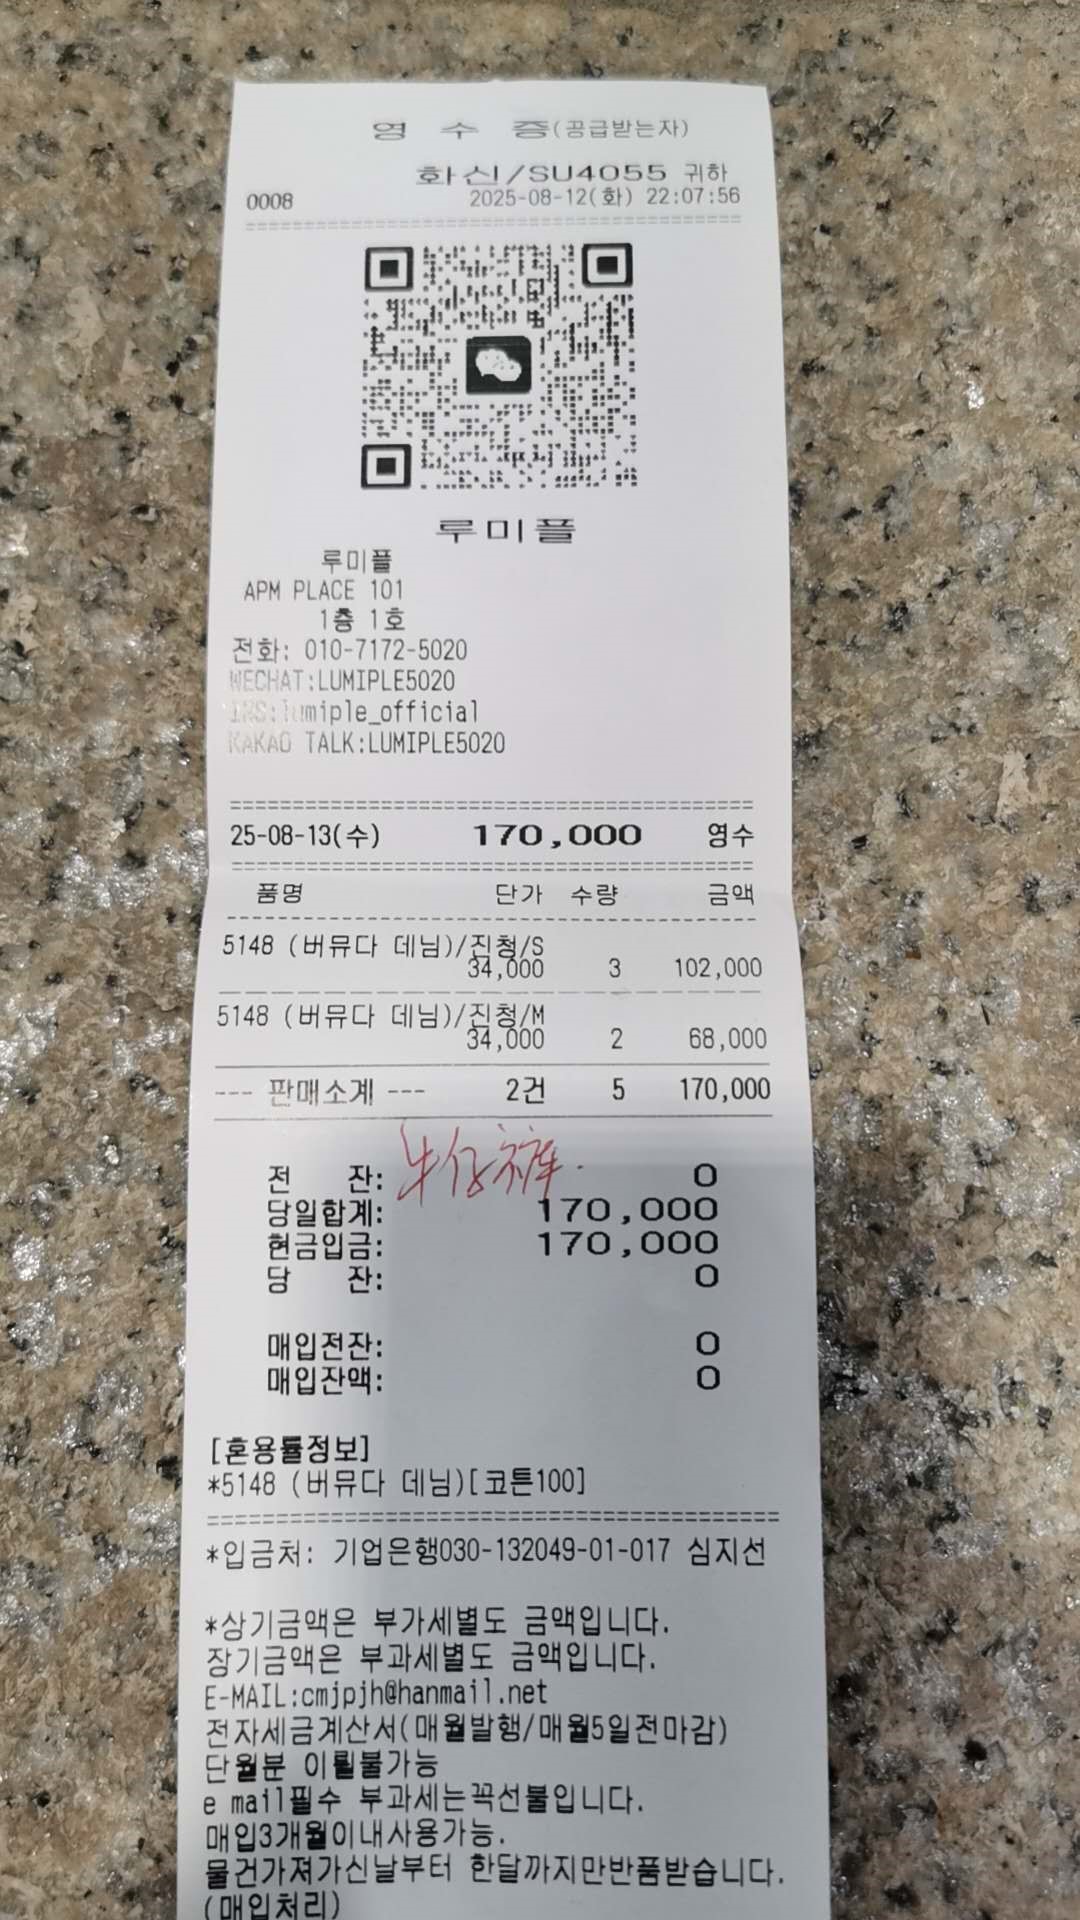 영 수 증(공급받는자)
화신/SU4055 귀하
0008 2025-08-12(화) 22:07:56
루미플
루미플
APM PLACE 101
1층 1호
전화: 010-7172-5020
WECHAT:LUMIPLE5020
INS:lumiple_official
KAKAO TALK:LUMIPLE5020
25-08-13(수) 170,000 영수
품명 단가 수량 금액
5148 (버뮤다 데님)/진청/S
34,000 3 102,000
5148 (버뮤다 데님)/진청/M
34,000 2 68,000
--- 판매소계 --- 2건 5 170,000
牛仔裤.
전 잔: 0
당일합계: 170,000
현금입금: 170,000
당 잔: 0
매입전잔: 0
매입잔액: 0
[혼용률정보]
*5148 (버뮤다 데님)[코튼100]
*입금처: 기업은행030-132049-01-017 심지선
*상기금액은 부가세별도 금액입니다.
장기금액은 부과세별도 금액입니다.
E-MAIL:cmjpjh@hanmail.net
전자세금계산서(매월발행/매월5일전마감)
단월분 이월불가능
e mail필수 부과세는꼭선불입니다.
매입3개월이내사용가능.
물건가져가신날부터 한달까지만반품받습니다.
(매입처리)